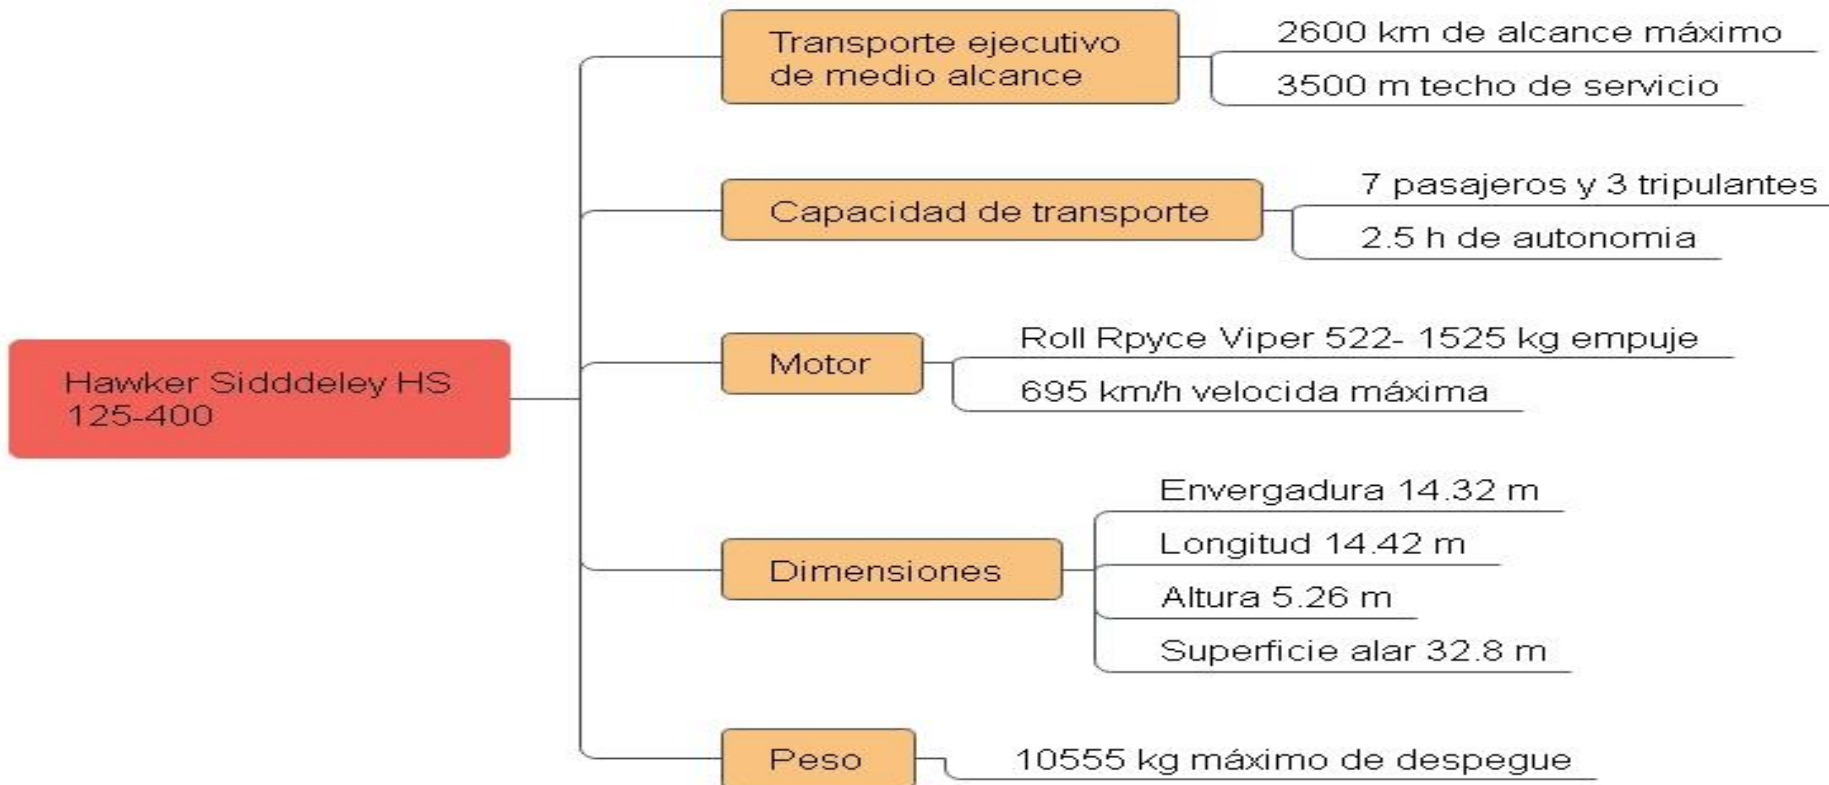 Hawker Sidddeley HS
125-400
Transporte ejecutivo
de medio alcance
2600 km de alcance máximo
3500 m techo de servicio
Capacidad de transporte
7 pasajeros y 3 tripulantes
2.5 h de autonomia
Motor
Roll Rpyce Viper 522- 1525 kg empuje
695 km/h velocida máxima
Dimensiones
Envergadura 14.32 m
Longitud 14.42 m
Altura 5.26 m
Superficie alar 32.8 m
Peso
10555 kg máximo de despegue